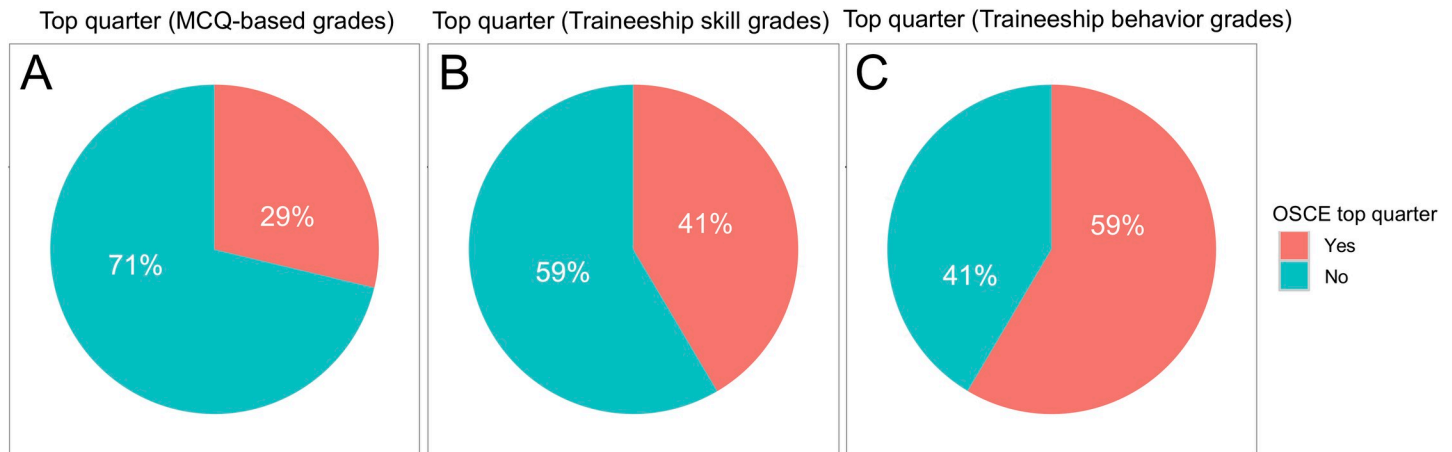 Top quarter (MCQ-based grades)
Top quarter (Traineeship skill grades)
Top quarter (Traineeship behavior grades)
A
29%
71%
B
41%
59%
C
59%
41%
OSCE top quarter
Yes
No